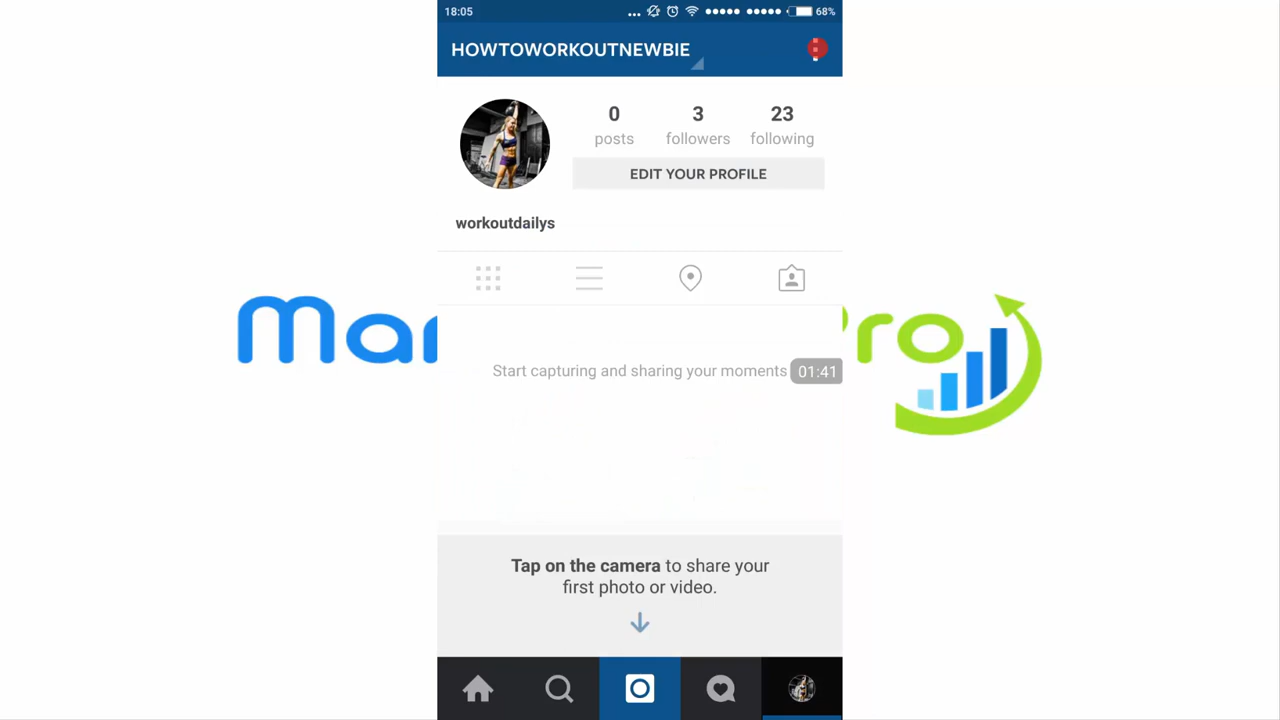 18:05 ... 68%
HOWTOWORKOUTNEWBIE
0 3 23
posts followers following
EDIT YOUR PROFILE
workoutdailys
Mar ro
Start capturing and sharing your moments 01:41
Tap on the camera to share your
first photo or video.